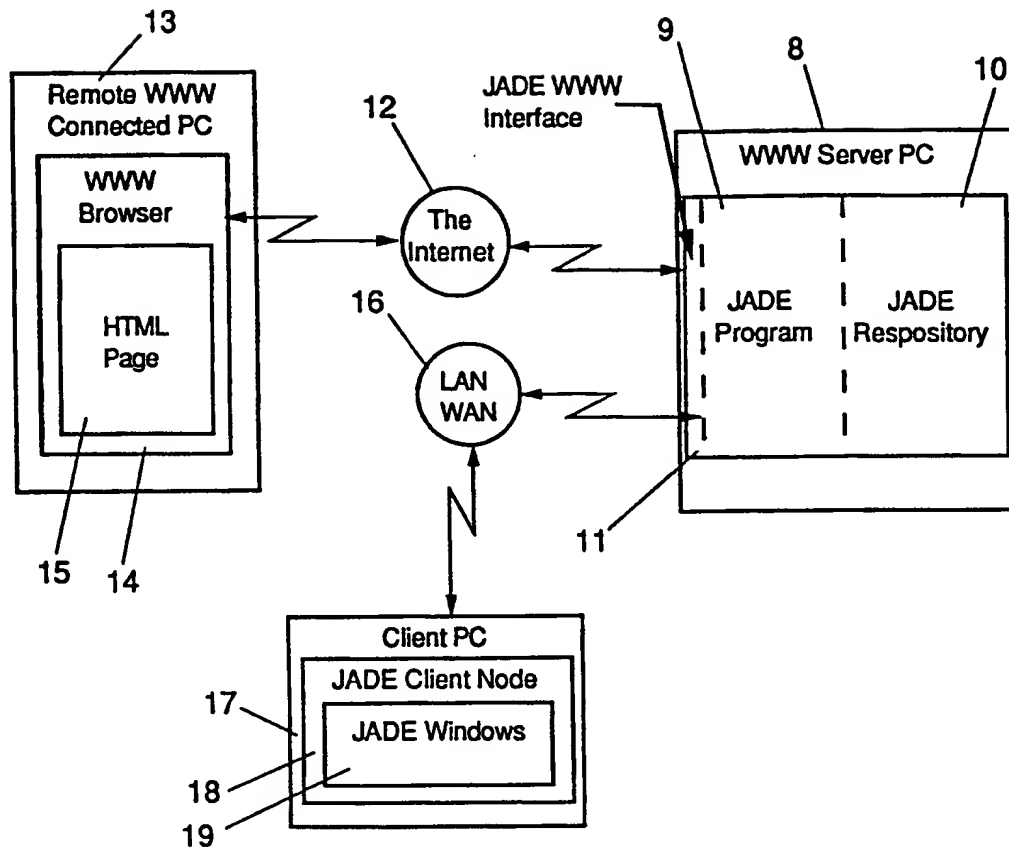 13
Remote WWW
Connected PC
WWW
Browser
HTML
Page
15
14
12
The
Internet
16
LAN
WAN
JADE WWW
Interface
9
8
10
WWW Server PC
JADE
Program
JADE
Respository
11
Client PC
JADE Client Node
JADE Windows
17
18
19